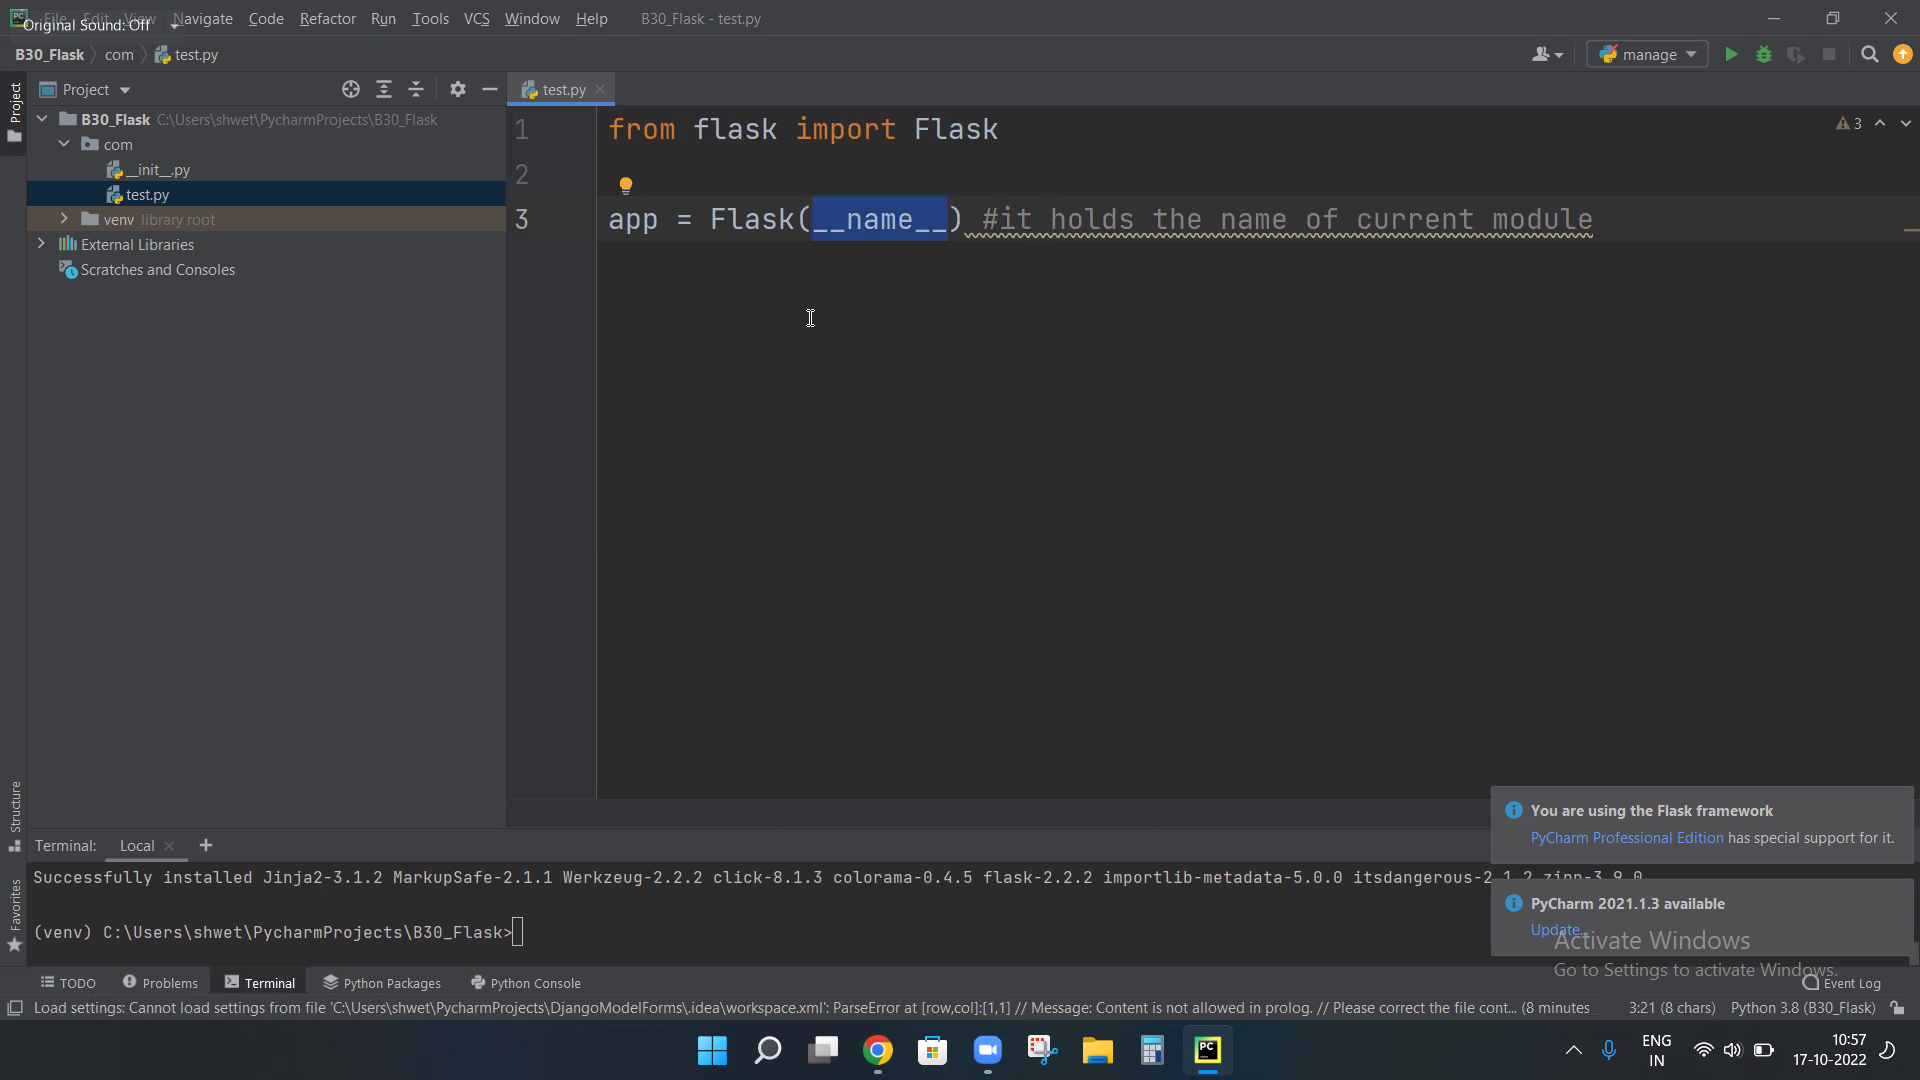 File Edit View Navigate Code Refactor Run Tools VCS Window Help B30_Flask - test.py
Original Sound: Off
B30_Flask com test.py
manage
Project
test.py
Project
B30_Flask C:\Users\shwet\PycharmProjects\B30_Flask
com
__init__.py
test.py
venv library root
External Libraries
Scratches and Consoles
1 from flask import Flask
3
2
3 app = Flask(__name__) #it holds the name of current module
Structure
Favorites
You are using the Flask framework
PyCharm Professional Edition has special support for it.
Terminal: Local
Successfully installed Jinja2-3.1.2 MarkupSafe-2.1.1 Werkzeug-2.2.2 click-8.1.3 colorama-0.4.5 flask-2.2.2 importlib-metadata-5.0.0 itsdangerous-2.1.2 zipp-3.9.0
(venv) C:\Users\shwet\PycharmProjects\B30_Flask>
PyCharm 2021.1.3 available
Update...
Activate Windows
Go to Settings to activate Windows.
TODO Problems Terminal Python Packages Python Console Event Log
Load settings: Cannot load settings from file 'C:\Users\shwet\PycharmProjects\DjangoModelForms\.idea\workspace.xml': ParseError at [row,col]:[1,1] // Message: Content is not allowed in prolog. // Please correct the file cont... (8 minutes 3:21 (8 chars) Python 3.8 (B30_Flask)
ENG
IN
10:57
17-10-2022